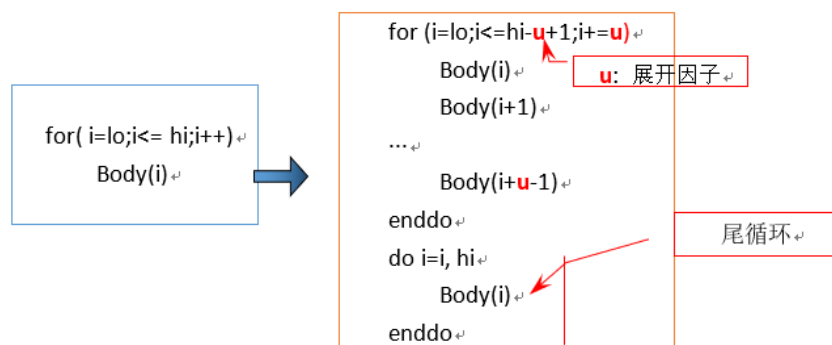 for( i=lo;i<= hi;i++)
Body(i)
for (i=lo;i<=hi-u+1;i+=u)
Body(i)
u: 展开因子
Body(i+1)
...
Body(i+u-1)
enddo
do i=i, hi
Body(i)
enddo
尾循环